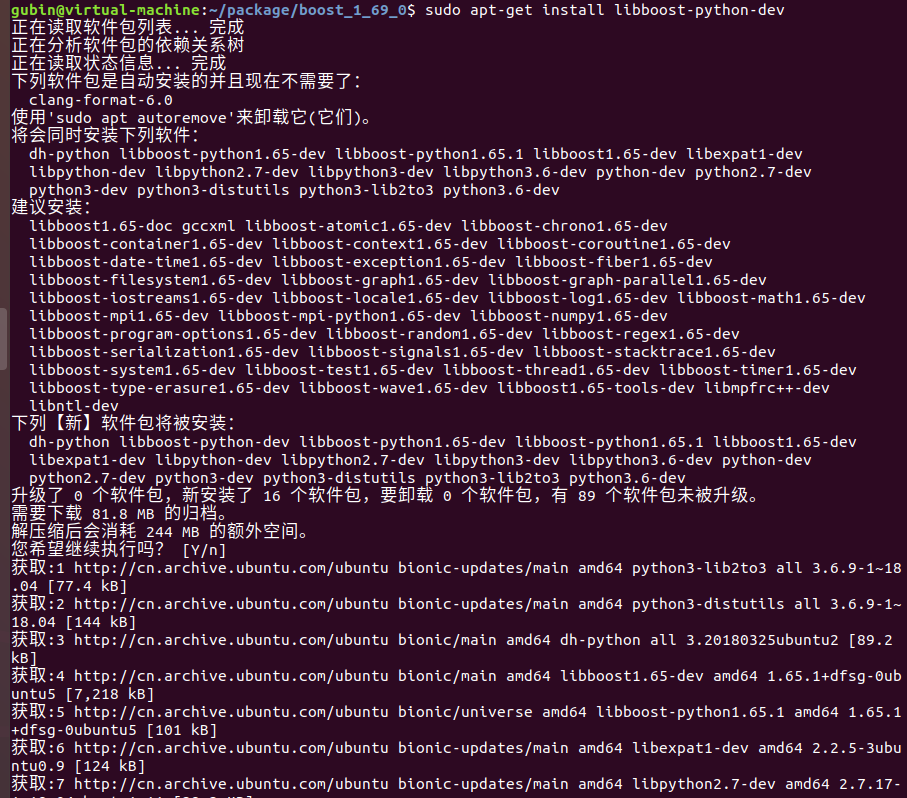 gubin@virtual-machine:~/package/boost_1_69_0$ sudo apt-get install libboost-python-dev
正在读取软件包列表... 完成
正在分析软件包的依赖关系树
正在读取状态信息... 完成
下列软件包是自动安装的并且现在不需要了：
  clang-format-6.0
使用'sudo apt autoremove'来卸载它(它们)。
将会同时安装下列软件：
  dh-python libboost-python1.65-dev libboost-python1.65.1 libboost1.65-dev libexpat1-dev
  libpython-dev libpython2.7-dev libpython3-dev libpython3.6-dev python-dev python2.7-dev
  python3-dev python3-distutils python3-lib2to3 python3.6-dev
建议安装：
  libboost1.65-doc gccxml libboost-atomic1.65-dev libboost-chrono1.65-dev
  libboost-container1.65-dev libboost-context1.65-dev libboost-coroutine1.65-dev
  libboost-date-time1.65-dev libboost-exception1.65-dev libboost-fiber1.65-dev
  libboost-filesystem1.65-dev libboost-graph1.65-dev libboost-graph-parallel1.65-dev
  libboost-iostreams1.65-dev libboost-locale1.65-dev libboost-log1.65-dev libboost-math1.65-dev
  libboost-mpi1.65-dev libboost-mpi-python1.65-dev libboost-numpy1.65-dev
  libboost-program-options1.65-dev libboost-random1.65-dev libboost-regex1.65-dev
  libboost-serialization1.65-dev libboost-signals1.65-dev libboost-stacktrace1.65-dev
  libboost-system1.65-dev libboost-test1.65-dev libboost-thread1.65-dev libboost-timer1.65-dev
  libboost-type-erasure1.65-dev libboost-wave1.65-dev libboost1.65-tools-dev libmpfrc++-dev
  libntl-dev
下列【新】软件包将被安装：
  dh-python libboost-python-dev libboost-python1.65-dev libboost-python1.65.1 libboost1.65-dev
  libexpat1-dev libpython-dev libpython2.7-dev libpython3-dev libpython3.6-dev python-dev
  python2.7-dev python3-dev python3-distutils python3-lib2to3 python3.6-dev
升级了 0 个软件包，新安装了 16 个软件包，要卸载 0 个软件包，有 89 个软件包未被升级。
需要下载 81.8 MB 的归档。
解压缩后会消耗 244 MB 的额外空间。
您希望继续执行吗？ [Y/n]
获取:1 http://cn.archive.ubuntu.com/ubuntu bionic-updates/main amd64 python3-lib2to3 all 3.6.9-1~18
.04 [77.4 kB]
获取:2 http://cn.archive.ubuntu.com/ubuntu bionic-updates/main amd64 python3-distutils all 3.6.9-1~
18.04 [144 kB]
获取:3 http://cn.archive.ubuntu.com/ubuntu bionic/main amd64 dh-python all 3.20180325ubuntu2 [89.2
kB]
获取:4 http://cn.archive.ubuntu.com/ubuntu bionic/main amd64 libboost1.65-dev amd64 1.65.1+dfsg-0ub
untu5 [7,218 kB]
获取:5 http://cn.archive.ubuntu.com/ubuntu bionic/universe amd64 libboost-python1.65.1 amd64 1.65.1
+dfsg-0ubuntu5 [101 kB]
获取:6 http://cn.archive.ubuntu.com/ubuntu bionic-updates/main amd64 libexpat1-dev amd64 2.2.5-3ubu
ntu0.9 [124 kB]
获取:7 http://cn.archive.ubuntu.com/ubuntu bionic-updates/main amd64 libpython2.7-dev amd64 2.7.17-